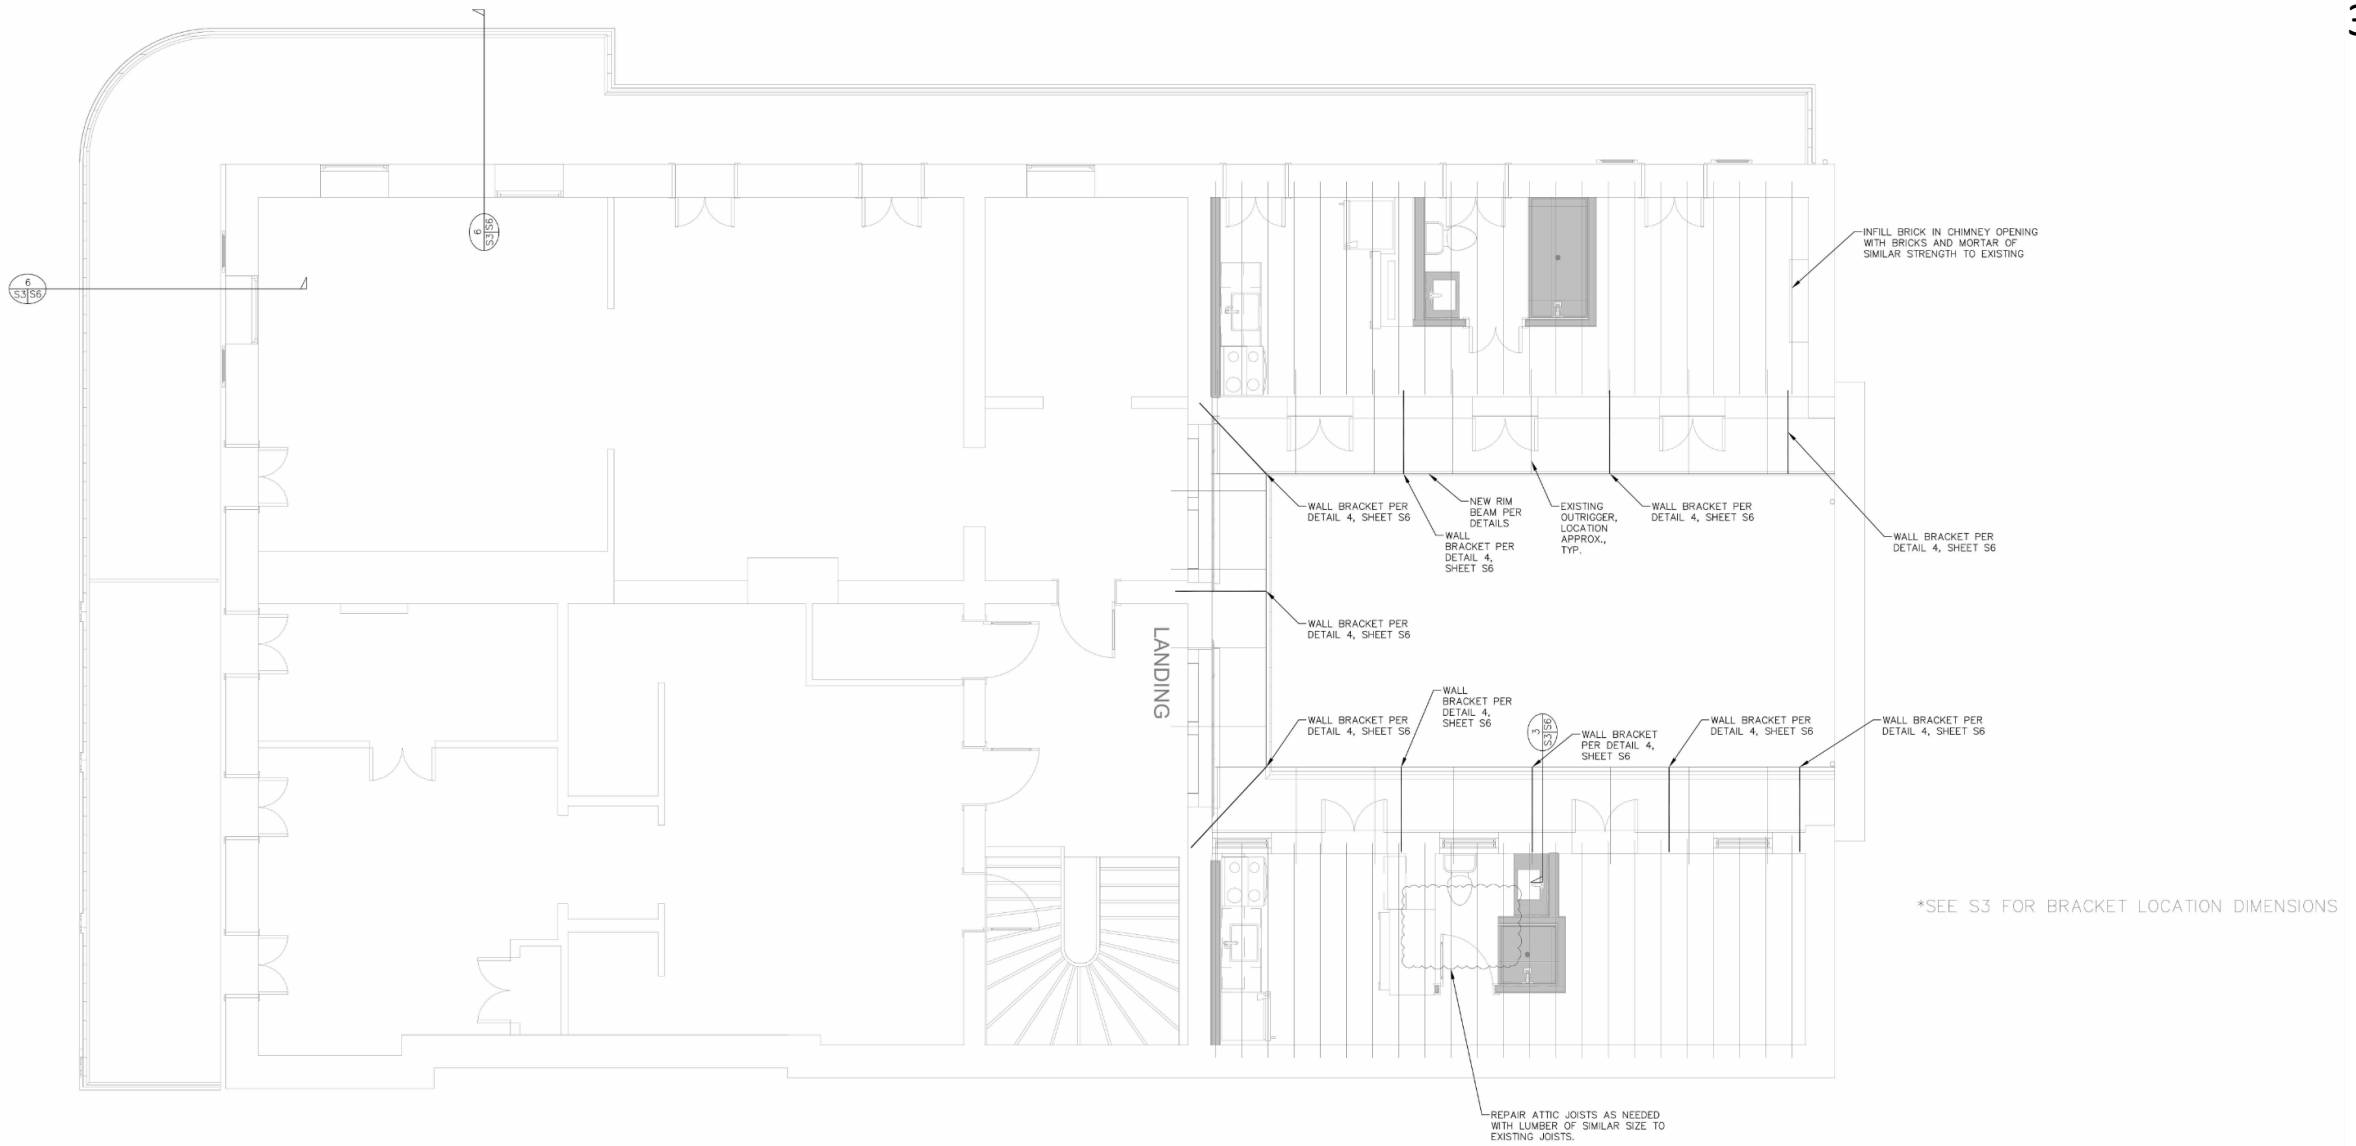 3
6
S3|S6
6
S3|S6
INFILL BRICK IN CHIMNEY OPENING
WITH BRICKS AND MORTAR OF
SIMILAR STRENGTH TO EXISTING
WALL BRACKET PER
DETAIL 4, SHEET S6
NEW RIM
BEAM PER
DETAILS
WALL
BRACKET PER
DETAIL 4,
SHEET S6
EXISTING
OUTRIGGER,
LOCATION
APPROX.,
TYP.
WALL BRACKET PER
DETAIL 4, SHEET S6
WALL BRACKET PER
DETAIL 4, SHEET S6
WALL BRACKET PER
DETAIL 4, SHEET S6
LANDING
WALL BRACKET PER
DETAIL 4, SHEET S6
WALL
BRACKET PER
DETAIL 4,
SHEET S6
3
S3|S6
WALL BRACKET
PER DETAIL 4,
SHEET S6
WALL BRACKET PER
DETAIL 4, SHEET S6
WALL BRACKET PER
DETAIL 4, SHEET S6
*SEE S3 FOR BRACKET LOCATION DIMENSIONS
REPAIR ATTIC JOISTS AS NEEDED
WITH LUMBER OF SIMILAR SIZE TO
EXISTING JOISTS.